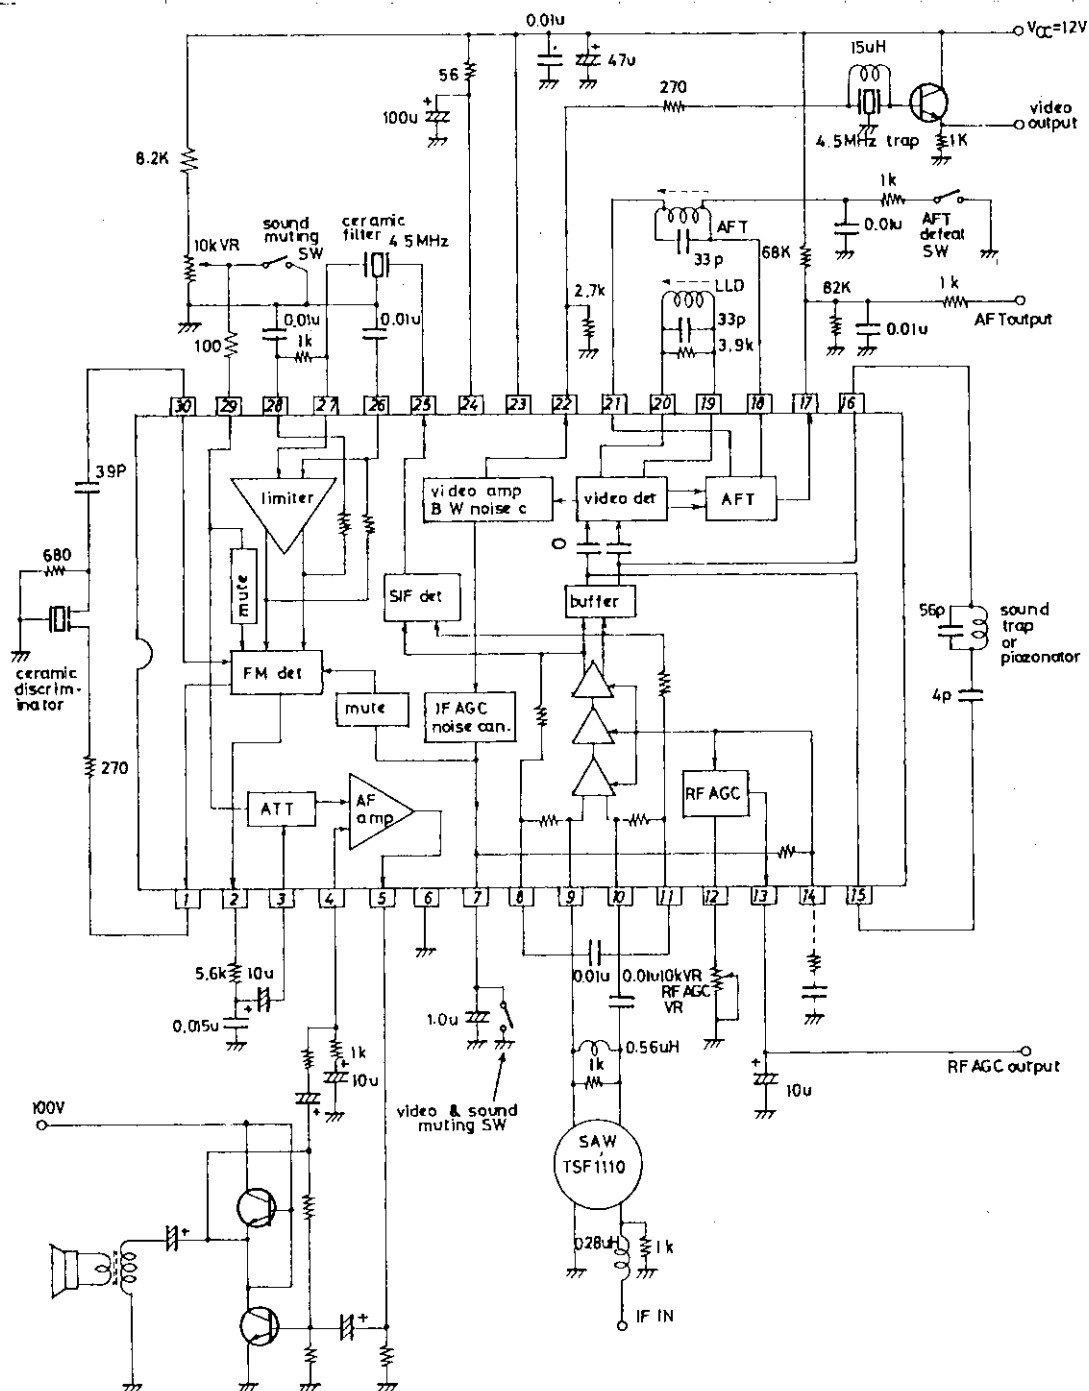 0.01u
V CC=12V
15uH
56
47u
270
video
output
100u
4.5MHz trap
1K
8.2K
1k
sound
muting
SW
ceramic
filter
4.5MHz
AFT
0.01u
AFT
defeat
SW
10kVR
33p
68K
LLD
82K
1k
2.7k
AFToutput
0.01u
0.01u
33p
0.01u
1k
3.9k
100
30
29
28
27
26
25
24
23
22
21
20
19
18
17
16
39P
limiter
video amp
B W noise c
video det
AFT
680
mute
SIF det
buffer
56p
sound
trap
or
piezonator
ceramic
discrim-
inator
FM det
4p
mute
IF AGC
noise can.
270
RF AGC
ATT
AF
amp
1
2
3
4
5
6
7
8
9
10
11
12
13
14
15
5.6k
10u
0.01u
0.01u
10kVR
RF AGC
VR
0.015u
1.0u
1k
0.56uH
10u
1k
RF AGC output
10u
100V
video & sound
muting SW
SAW
TSF1110
0.28uH
1k
IF IN